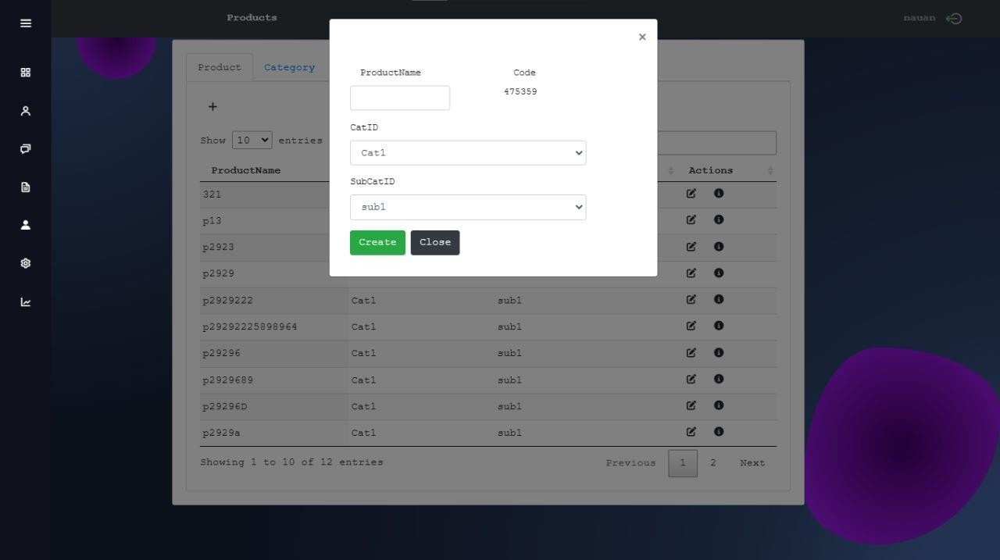 Products
nauan
×
Product
Category
ProductName
Code
475359
+
CatID
Cat1
Show 10 entries
SubCatID
sub1
Create
Close
ProductName
Actions
321
p13
p2923
p2929
p2929222 Cat1 sub1
p29292225898964 Cat1 sub1
p29296 Cat1 sub1
p2929689 Cat1 sub1
p29296D Cat1 sub1
p2929a Cat1 sub1
Showing 1 to 10 of 12 entries
Previous 1 2 Next